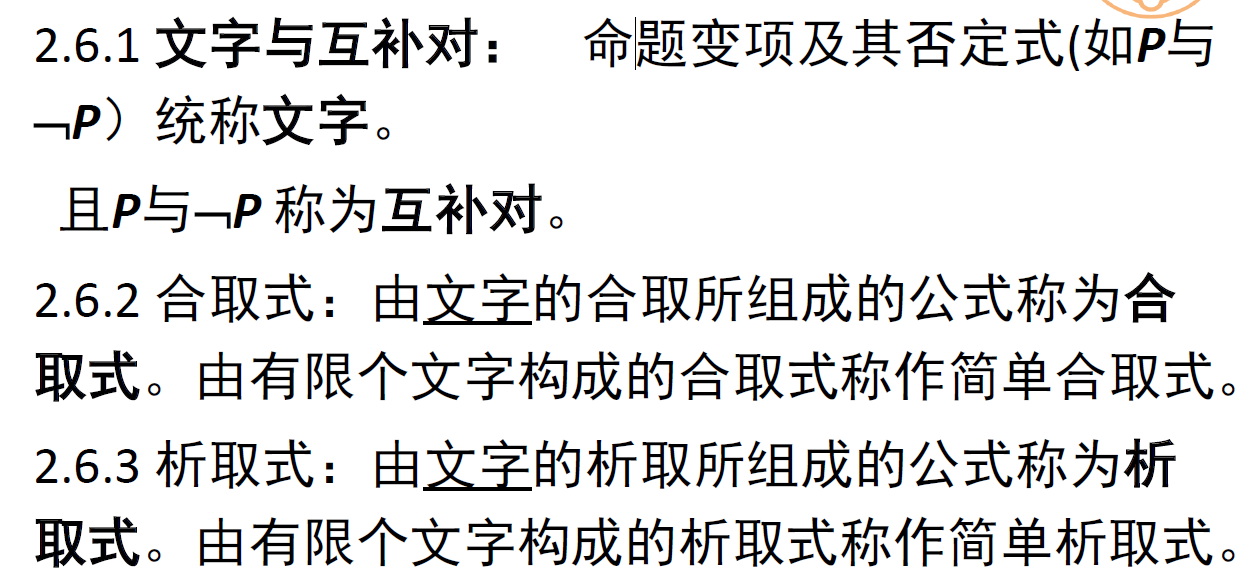 2.6.1 文字与互补对： 命题变项及其否定式(如P与
¬P）统称文字。
且P与¬P 称为互补对。
2.6.2 合取式：由文字的合取所组成的公式称为合
取式。由有限个文字构成的合取式称作简单合取式。
2.6.3 析取式：由文字的析取所组成的公式称为析
取式。由有限个文字构成的析取式称作简单析取式。